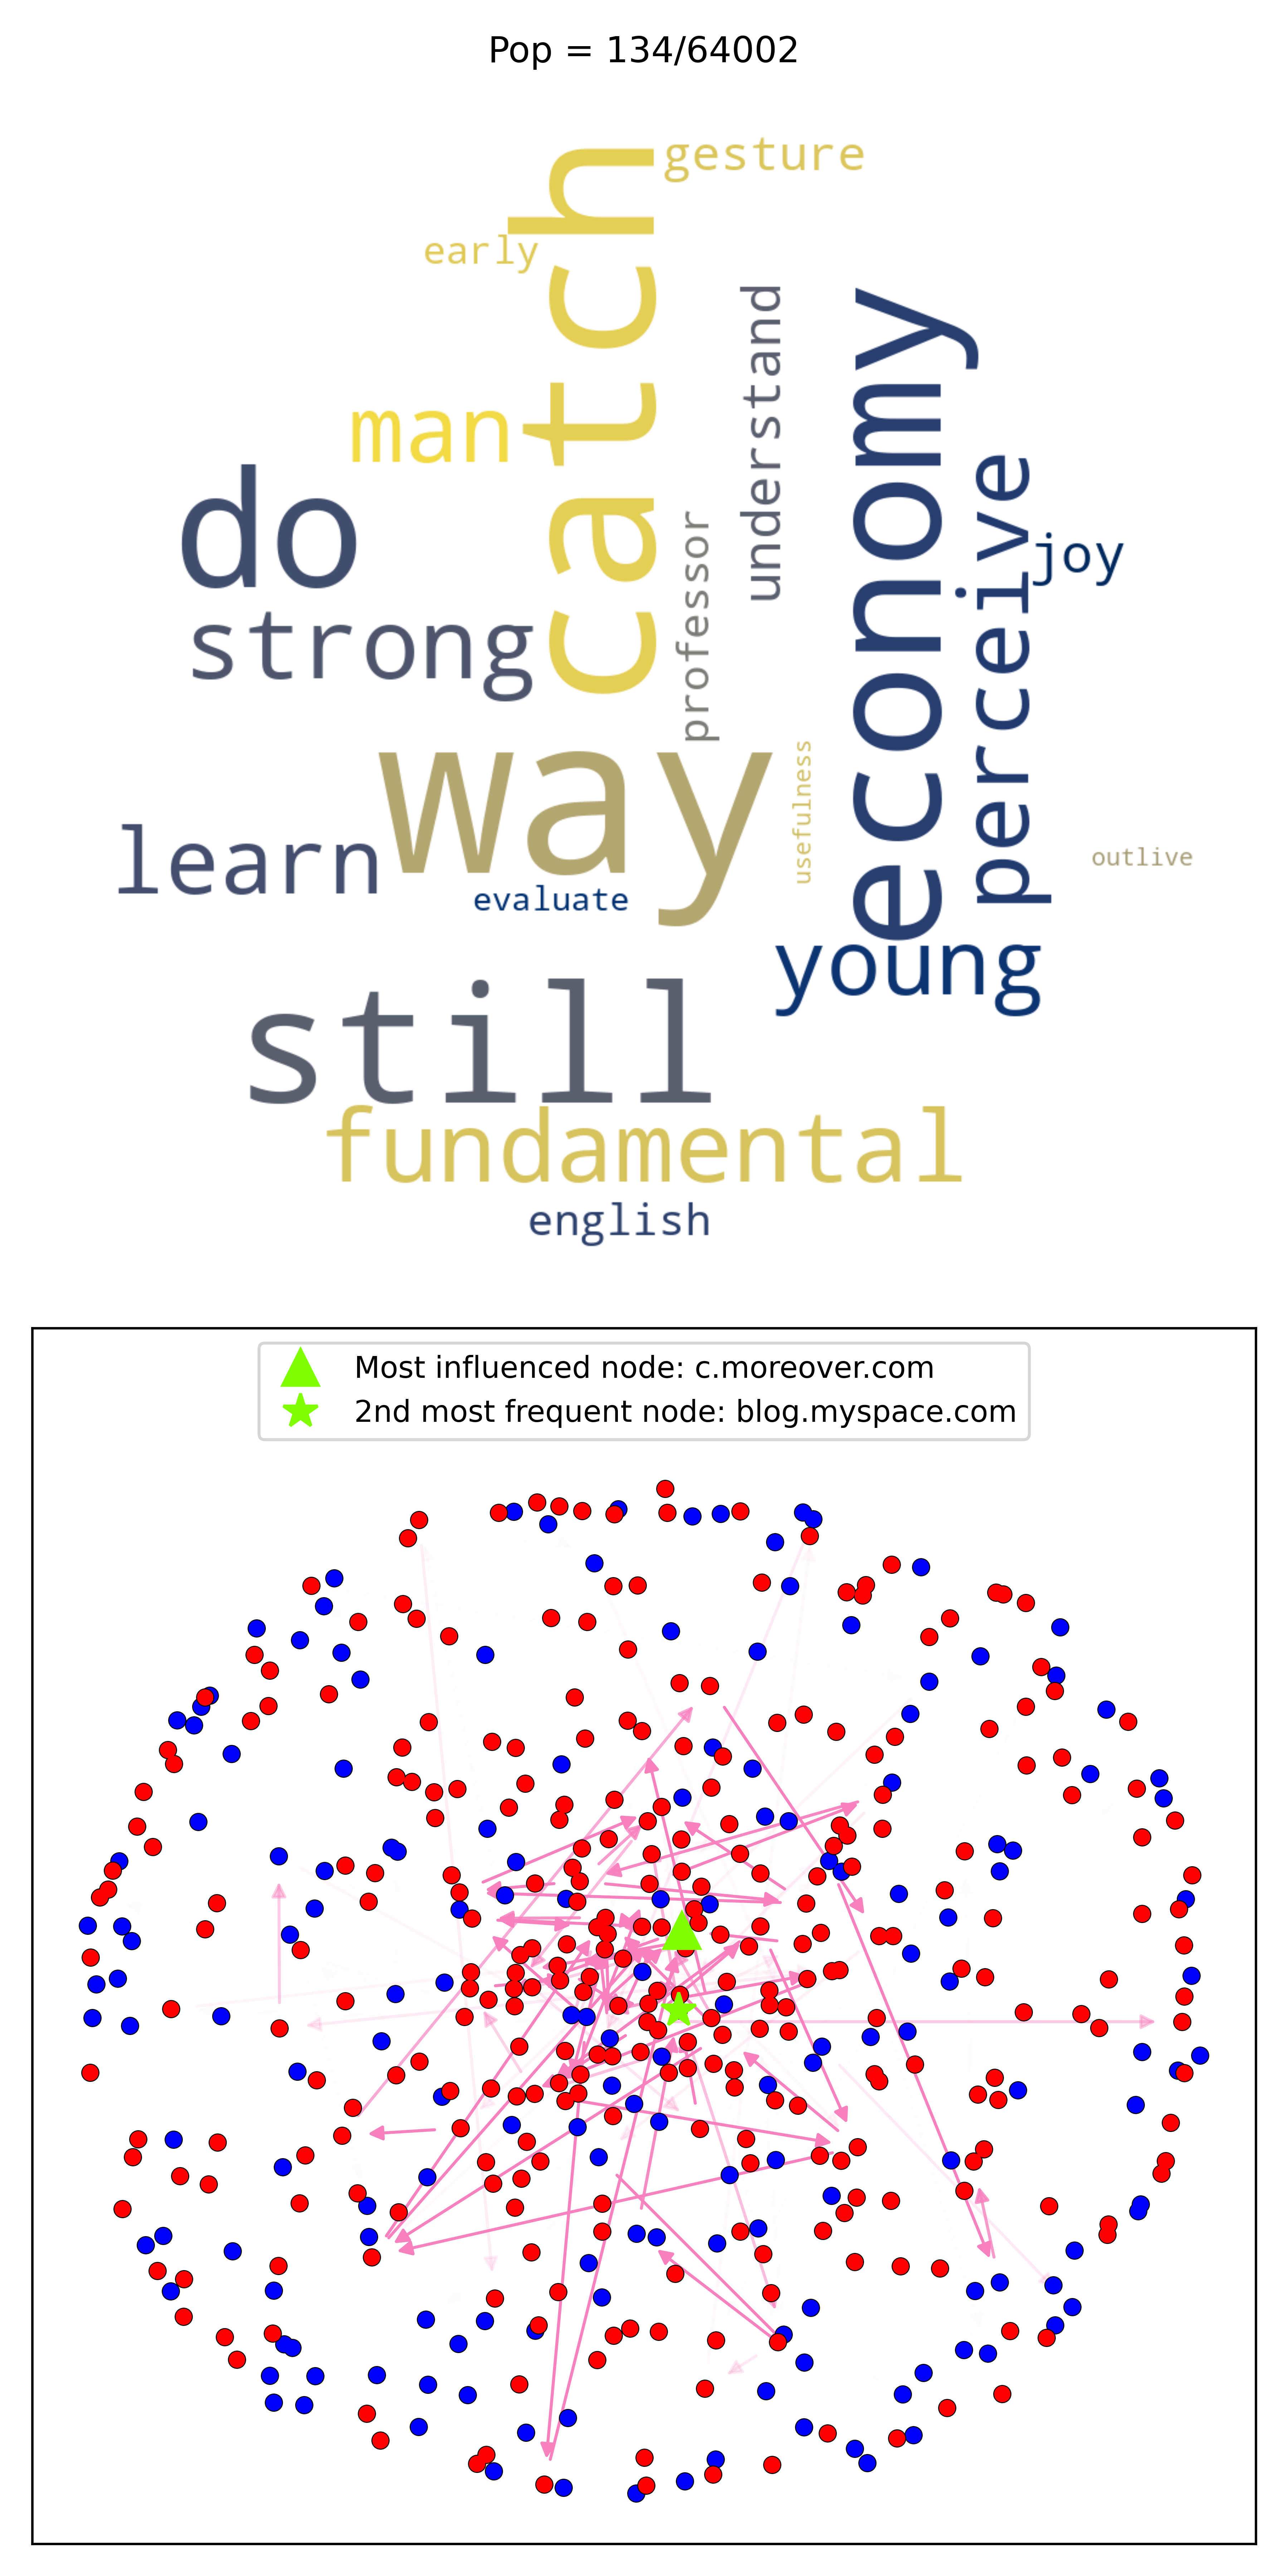 Pop = 134/64002
gesture
early
catch
understand
economy
man
perceive
do
professor
joy
strong
way
usefulness
learn
outlive
evaluate
young
still
fundamental
english
Most influenced node: c.moreover.com
2nd most frequent node: blog.myspace.com